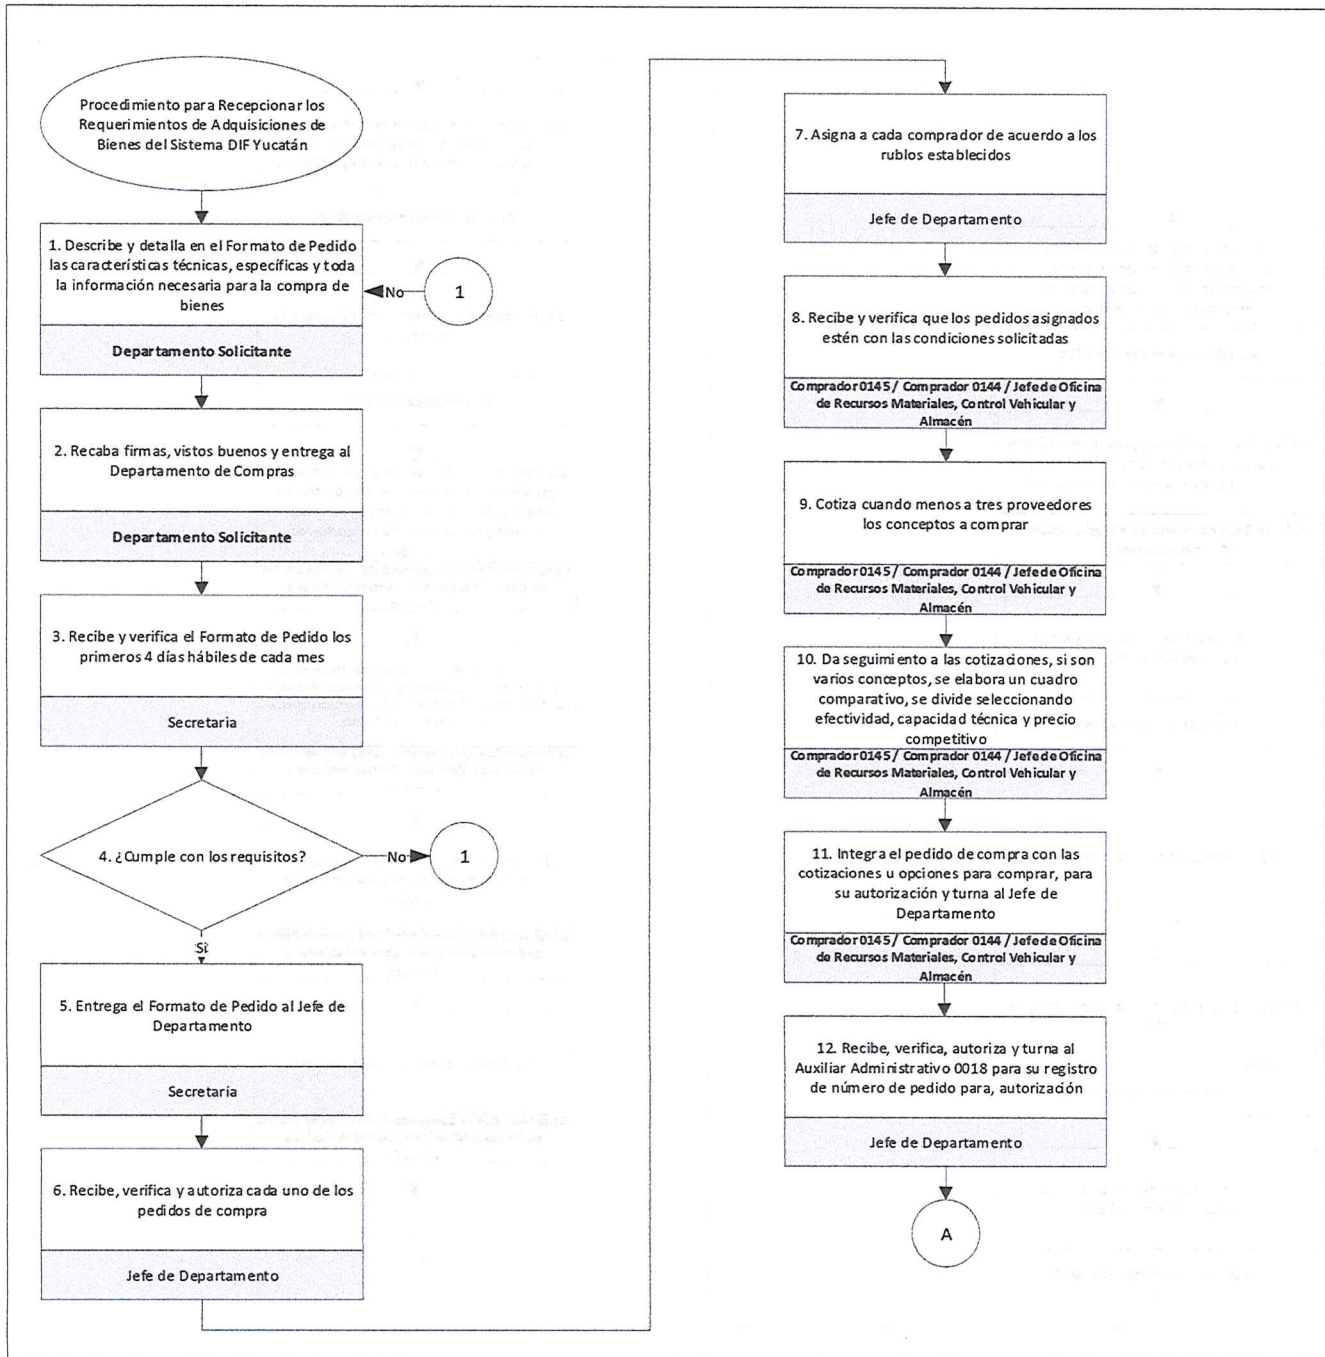 Procedimiento para Recepcionar los
Requerimientos de Adquisiciones de
Bienes del Sistema DIF Yucatán
1. Describe y detalla en el Formato de Pedido
las características técnicas, específicas y toda
la información necesaria para la compra de
bienes
Departamento Solicitante
No
1
2. Recaba firmas, vistos buenos y entrega al
Departamento de Compras
Departamento Solicitante
3. Recibe y verifica el Formato de Pedido los
primeros 4 días hábiles de cada mes
Secretaria
4. ¿Cumple con los requisitos?
No
1
Sí
5. Entrega el Formato de Pedido al Jefe de
Departamento
Secretaria
6. Recibe, verifica y autoriza cada uno de los
pedidos de compra
Jefe de Departamento
7. Asigna a cada comprador de acuerdo a los
rublos establecidos
Jefe de Departamento
8. Recibe y verifica que los pedidos asignados
estén con las condiciones solicitadas
Comprador 0145 / Comprador 0144 / Jefe de Oficina
de Recursos Materiales, Control Vehicular y
Almacén
9. Cotiza cuando menos a tres proveedores
los conceptos a comprar
Comprador 0145 / Comprador 0144 / Jefe de Oficina
de Recursos Materiales, Control Vehicular y
Almacén
10. Da seguimiento a las cotizaciones, si son
varios conceptos, se elabora un cuadro
comparativo, se divide seleccionando
efectividad, capacidad técnica y precio
competitivo
Comprador 0145 / Comprador 0144 / Jefe de Oficina
de Recursos Materiales, Control Vehicular y
Almacén
11. Integra el pedido de compra con las
cotizaciones u opciones para comprar, para
su autorización y turna al Jefe de
Departamento
Comprador 0145 / Comprador 0144 / Jefe de Oficina
de Recursos Materiales, Control Vehicular y
Almacén
12. Recibe, verifica, autoriza y turna al
Auxiliar Administrativo 0018 para su registro
de número de pedido para, autorización
Jefe de Departamento
A